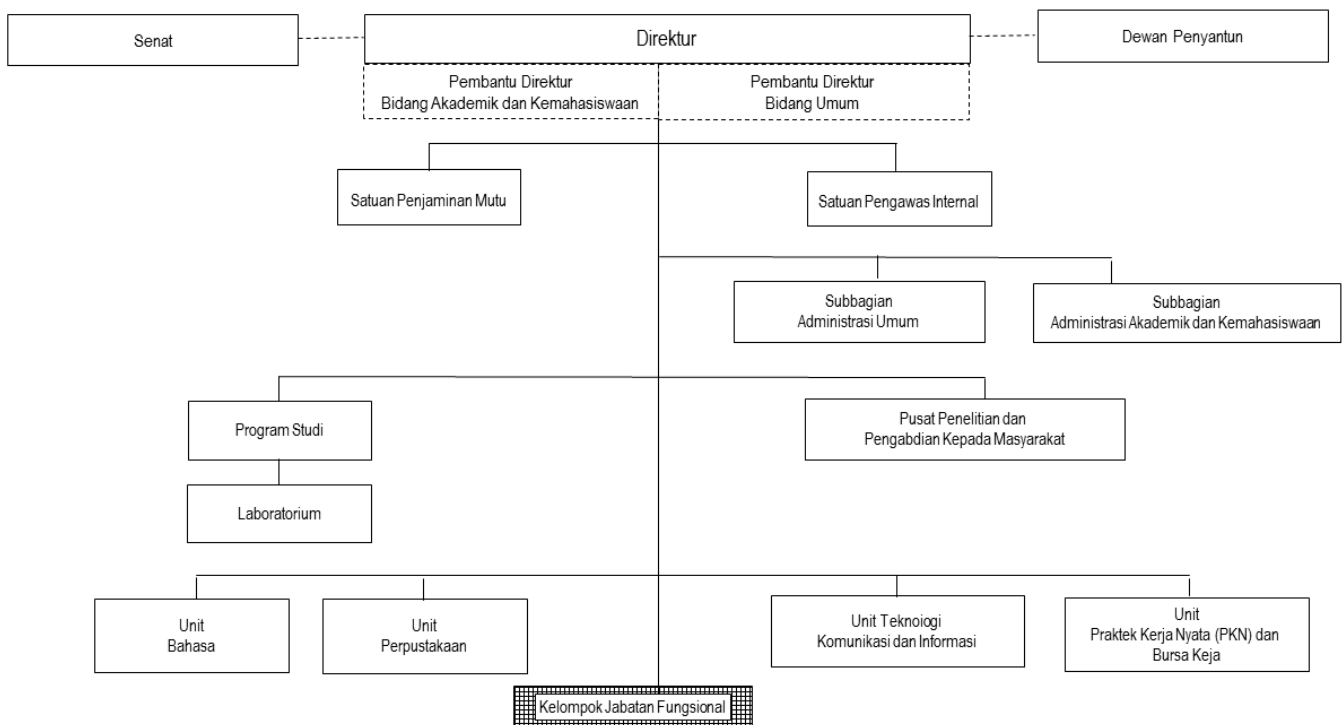 Senat
Direktur
Dewan Penyantun
Pembantu Direktur
Bidang Akademik dan Kemahasiswaan
Pembantu Direktur
Bidang Umum
Satuan Penjaminan Mutu
Satuan Pengawas Internal
Subbagian
Administrasi Umum
Subbagian
Administrasi Akademik dan Kemahasiswaan
Program Studi
Pusat Penelitian dan
Pengabdian Kepada Masyarakat
Laboratorium
Unit
Bahasa
Unit
Perpustakaan
Unit Teknoiogi
Komunikasi dan Informasi
Unit
Praktek Kerja Nyata (PKN) dan
Bursa Keja
Kelompok Jabatan Fungsional